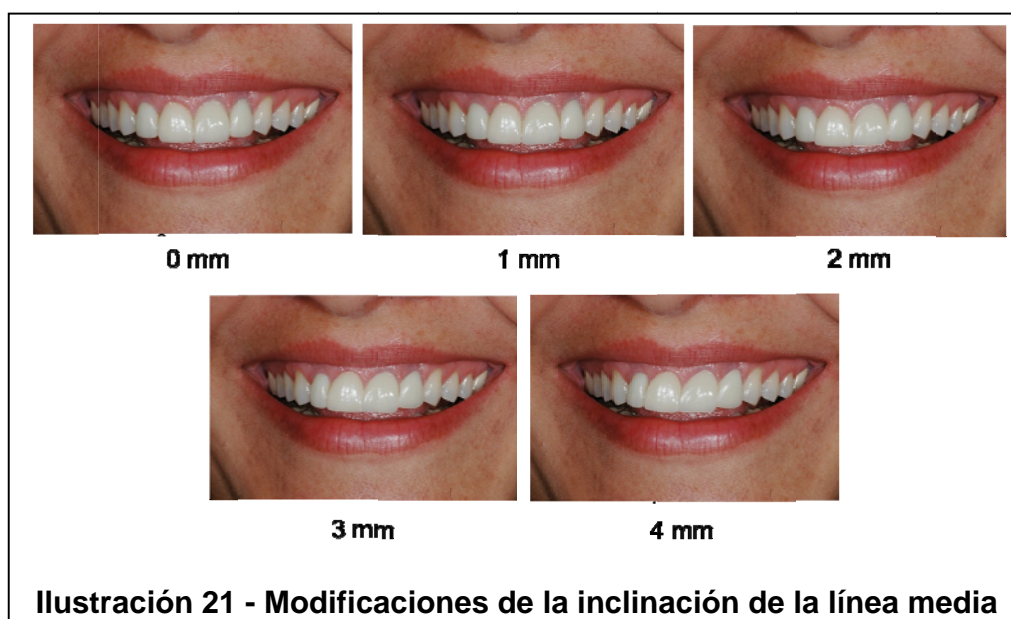 0 mm 1 mm 2 mm
3 mm 4 mm
Ilustración 21 - Modificaciones de la inclinación de la línea media